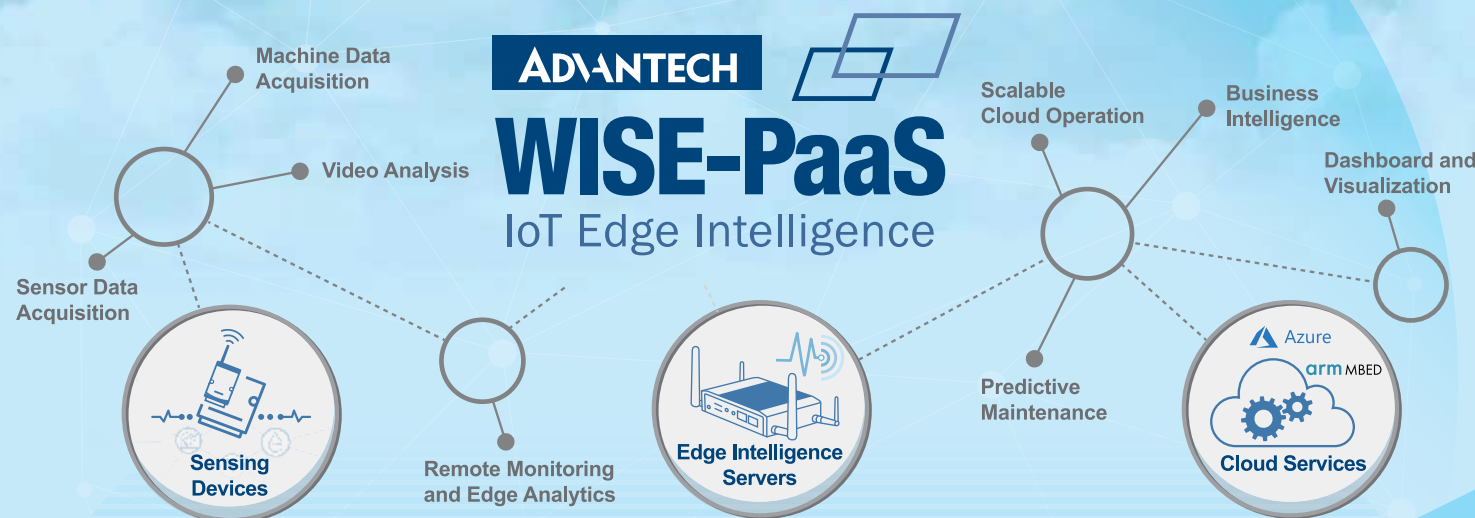 Machine Data
Acquisition
Video Analysis
Sensor Data
Acquisition
ADVANTECH
WISE-PaaS
IoT Edge Intelligence
Scalable
Cloud Operation
Business
Intelligence
Dashboard and
Visualization
Sensing
Devices
Remote Monitoring
and Edge Analytics
Edge Intelligence
Servers
Predictive
Maintenance
Azure
arm MBED
Cloud Services